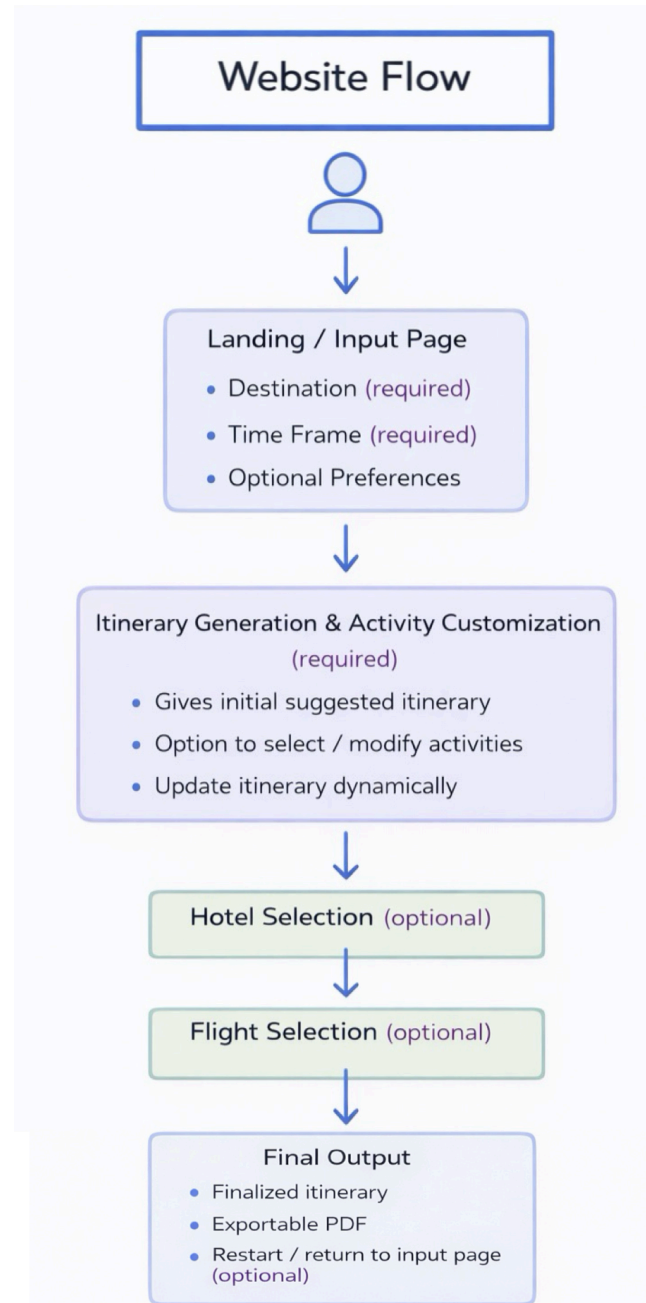 Website Flow
Landing / Input Page
• Destination (required)
• Time Frame (required)
• Optional Preferences
Itinerary Generation & Activity Customization
(required)
• Gives initial suggested itinerary
• Option to select / modify activities
• Update itinerary dynamically
Hotel Selection (optional)
Flight Selection (optional)
Final Output
• Finalized itinerary
• Exportable PDF
• Restart / return to input page
(optional)